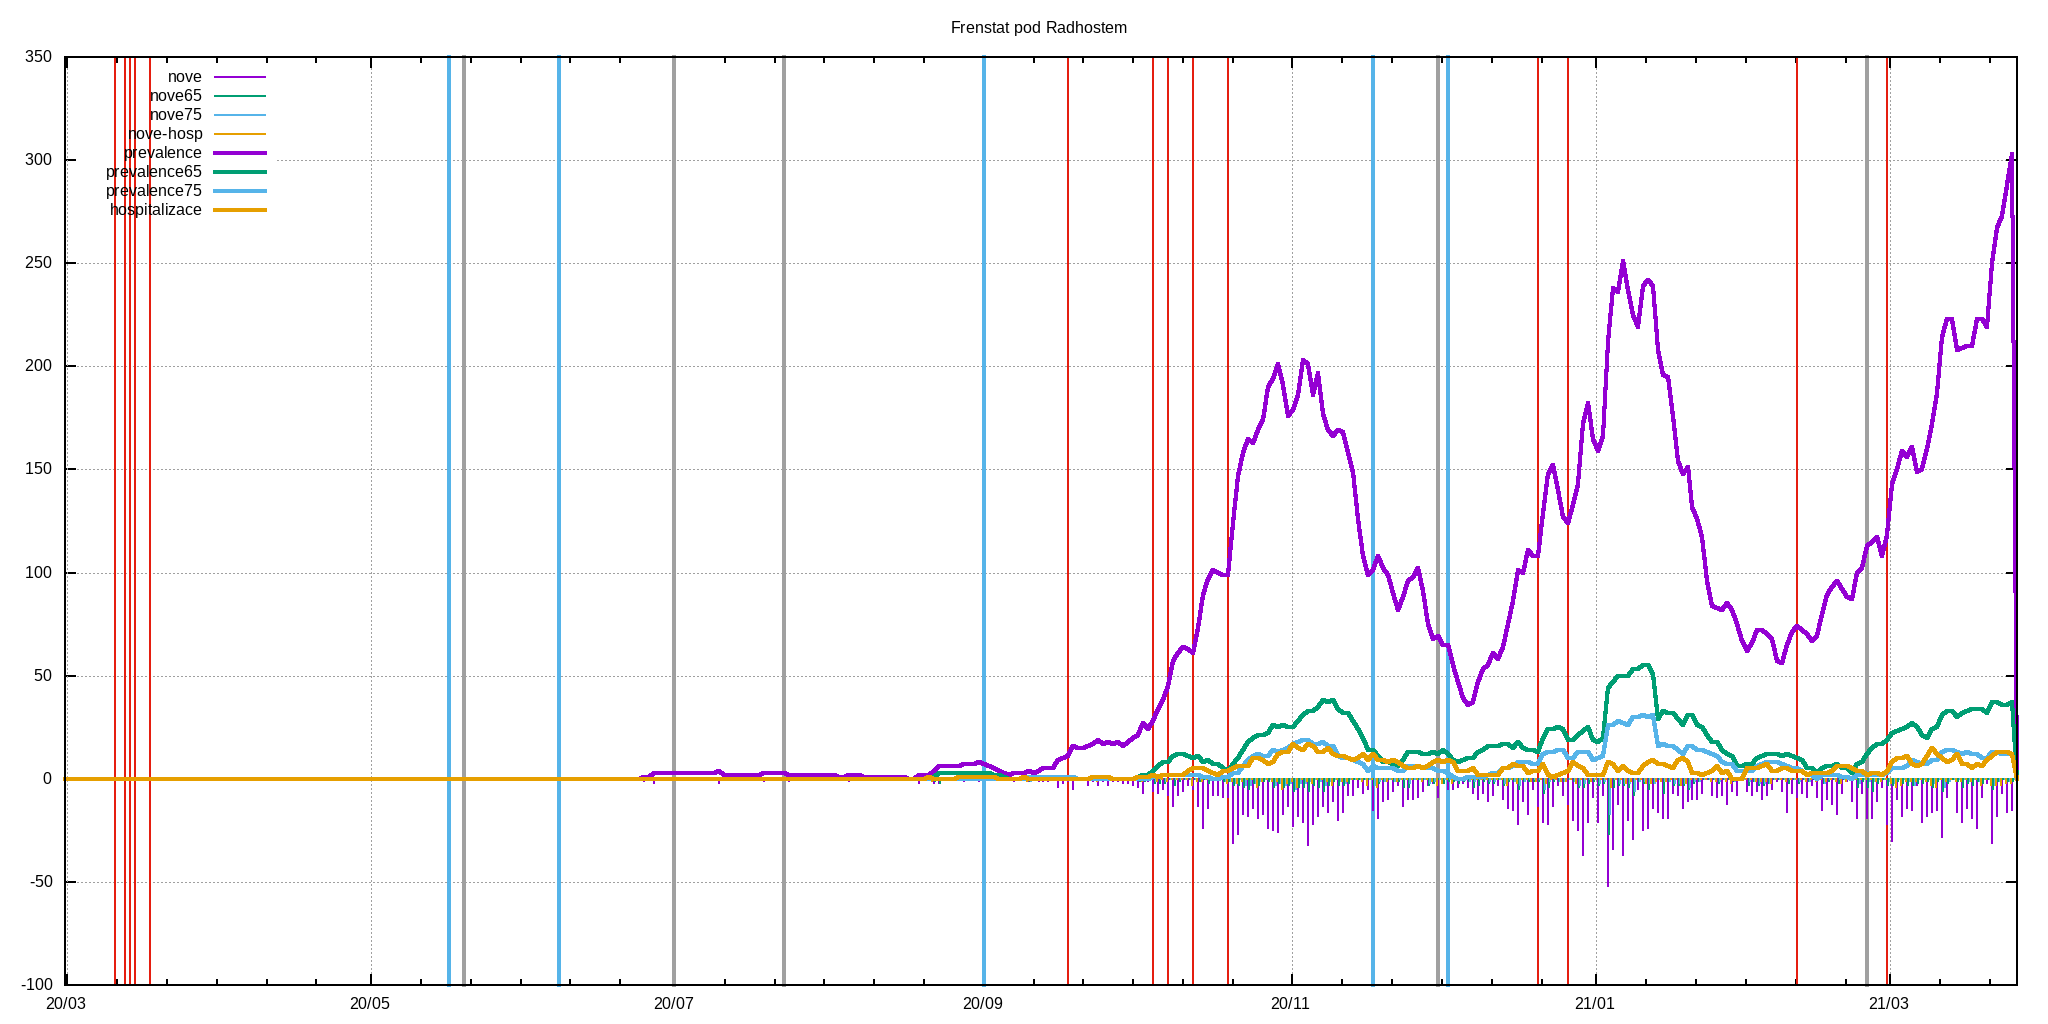 Frenstat pod Radhostem
350
300
250
200
150
100
50
0
-50
-100
nove
nove65
nove75
nove-hosp
prevalence
prevalence65
prevalence75
hospitalizace
20/03 20/05 20/07 20/09 20/11 21/01 21/03